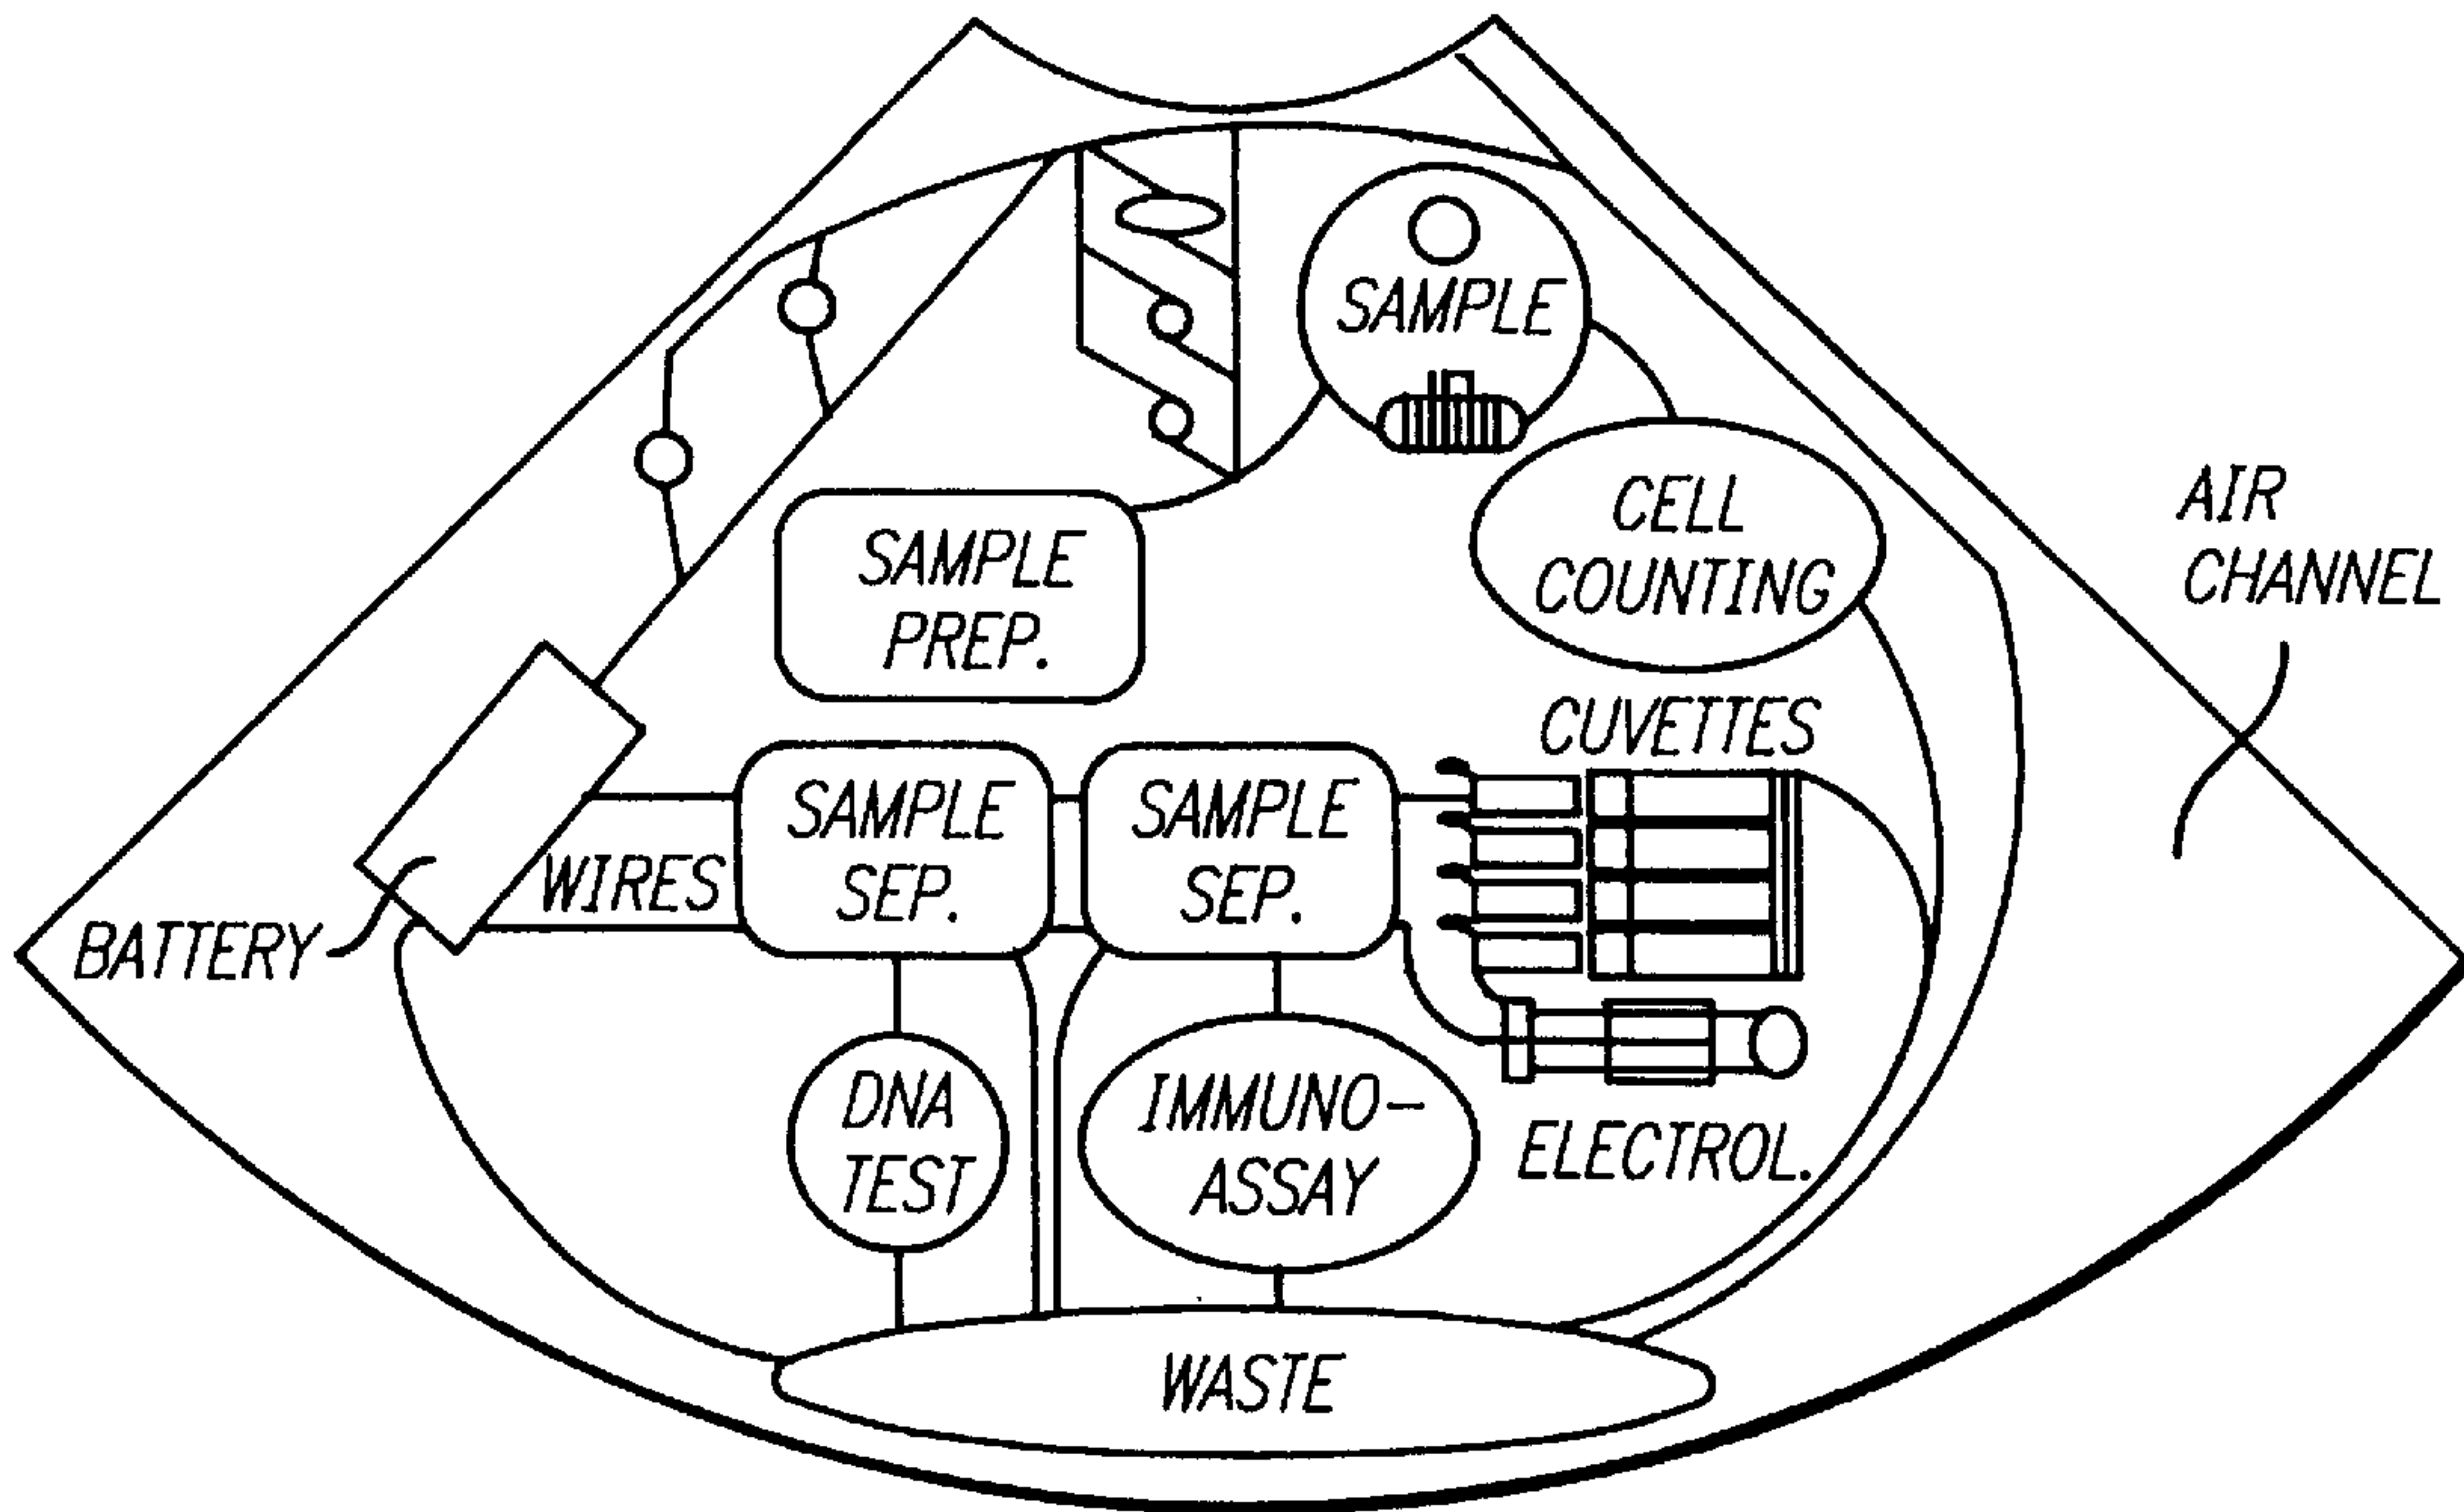 SAMPLE
CELL
COUNTING
AIR
CHANNEL
SAMPLE
PREP.
CUVETTES
SAMPLE
SEP.
SAMPLE
SEP.
WIRES
BATTERY
DNA
TEST
IMMUNO-
ASSAY
ELECTROL.
WASTE